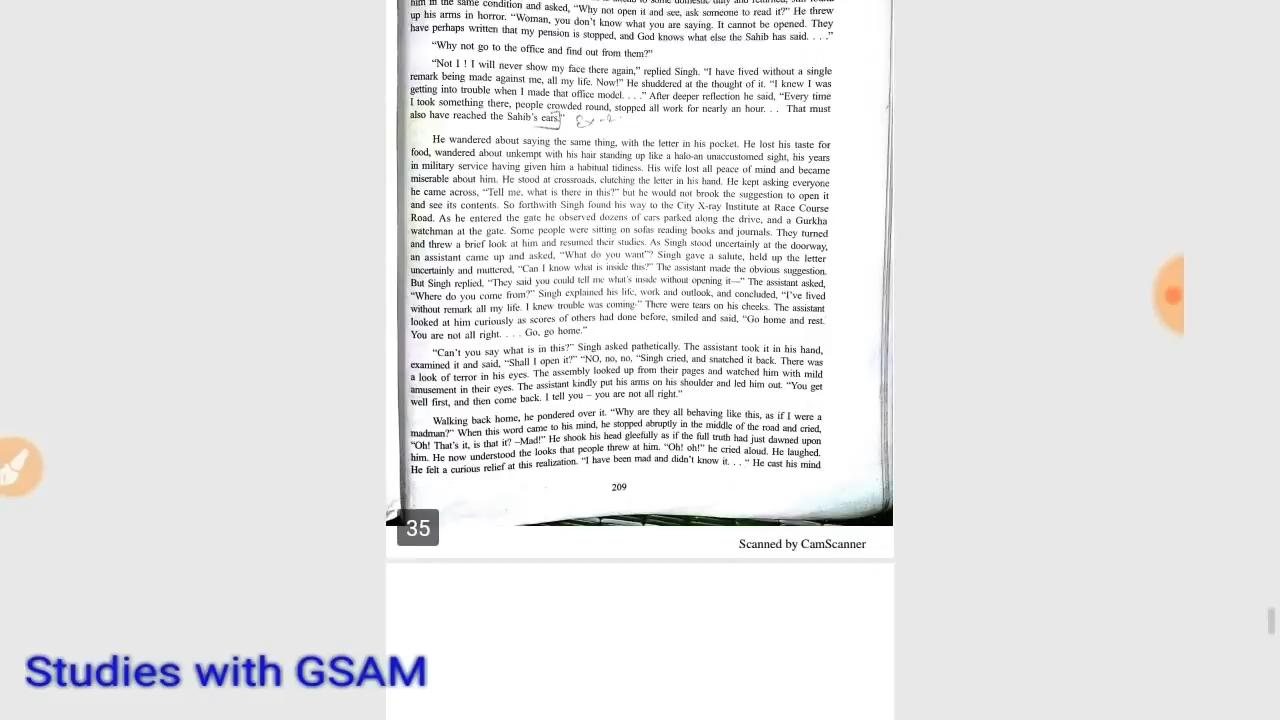 him in the same condition and asked, “Why not open it and see, ask someone to read it?” He threw
up his arms in horror. “Woman, you don’t know what you are saying. It cannot be opened. They
have perhaps written that my pension is stopped, and God knows what else the Sahib has said. . . .”
“Why not go to the office and find out from them?”
“Not I ! I will never show my face there again,” replied Singh. “I have lived without a single
remark being made against me, all my life. Now!” He shuddered at the thought of it. “I knew I was
getting into trouble when I made that office model. . . .” After deeper reflection he said, “Every time
I took something there, people crowded round, stopped all work for nearly an hour. . . That must
also have reached the Sahib’s ears.”
He wandered about saying the same thing, with the letter in his pocket. He lost his taste for
food, wandered about unkempt with his hair standing up like a halo-an unaccustomed sight, his years
in military service having given him a habitual tidiness. His wife lost all peace of mind and became
miserable about him. He stood at crossroads, clutching the letter in his hand. He kept asking everyone
he came across, “Tell me, what is there in this?” but he would not brook the suggestion to open it
and see its contents. So forthwith Singh found his way to the City X-ray Institute at Race Course
Road. As he entered the gate he observed dozens of cars parked along the drive, and a Gurkha
watchman at the gate. Some people were sitting on sofas reading books and journals. They turned
and threw a brief look at him and resumed their studies. As Singh stood uncertainly at the doorway,
an assistant came up and asked, “What do you want”? Singh gave a salute, held up the letter
uncertainly and muttered, “Can I know what is inside this?” The assistant made the obvious suggestion.
But Singh replied, “They said you could tell me what’s inside without opening it—” The assistant asked,
“Where do you come from?” Singh explained his life, work and outlook, and concluded, “I’ve lived
without remark all my life. I knew trouble was coming-” There were tears on his cheeks. The assistant
looked at him curiously as scores of others had done before, smiled and said, “Go home and rest.
You are not all right. . . . Go, go home.”
“Can’t you say what is in this?” Singh asked pathetically. The assistant took it in his hand,
examined it and said, “Shall I open it?” “NO, no, no, “Singh cried, and snatched it back. There was
a look of terror in his eyes. The assembly looked up from their pages and watched him with mild
amusement in their eyes. The assistant kindly put his arms on his shoulder and led him out. “You get
well first, and then come back. I tell you – you are not all right.”
Walking back home, he pondered over it. “Why are they all behaving like this, as if I were a
madman?” When this word came to his mind, he stopped abruptly in the middle of the road and cried,
“Oh! That’s it, is that it? –Mad!” He shook his head gleefully as if the full truth had just dawned upon
him. He now understood the looks that people threw at him. “Oh! oh!” he cried aloud. He laughed.
He felt a curious relief at this realization. “I have been mad and didn’t know it. . . “ He cast his mind
209
35
Scanned by CamScanner
Studies with GSAM